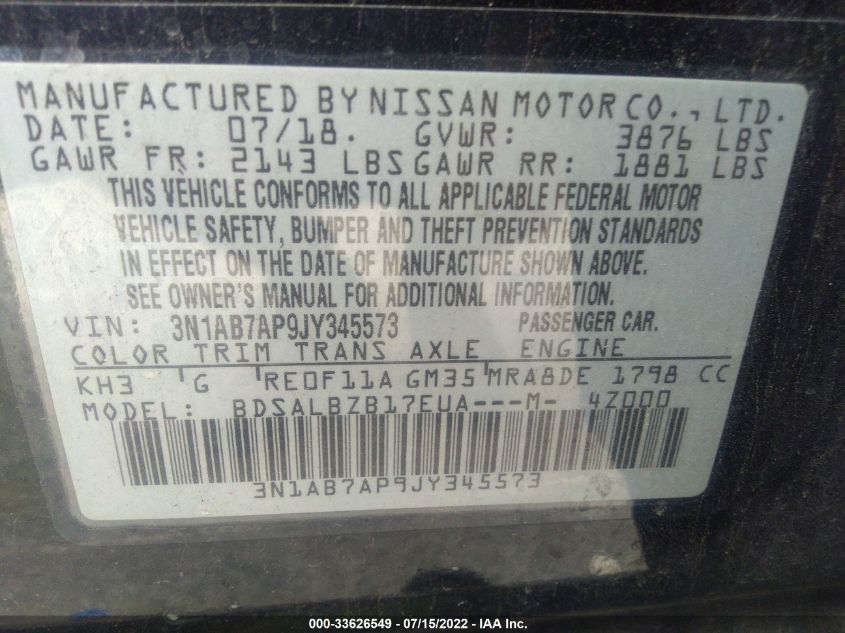 MANUFACTURED BY NISSAN MOTOR CO., LTD.
DATE: 07/18. GVWR: 3876 LBS
GAWR FR: 2143 LBS GAWR RR: 1881 LBS
THIS VEHICLE CONFORMS TO ALL APPLICABLE FEDERAL MOTOR
VEHICLE SAFETY, BUMPER AND THEFT PREVENTION STANDARDS
IN EFFECT ON THE DATE OF MANUFACTURE SHOWN ABOVE.
SEE OWNER'S MANUAL FOR ADDITIONAL INFORMATION.
VIN: 3N1AB7AP9JY345573 PASSENGER CAR.
COLOR TRIM TRANS AXLE ENGINE
KH3 G RE0F11A GM35 MRA8DE 1798 CC
MODEL: BDSALBZB17EUA---M- 4Z000
3N1AB7AP9JY345573
000-33626549 - 07/15/2022 - IAA Inc.